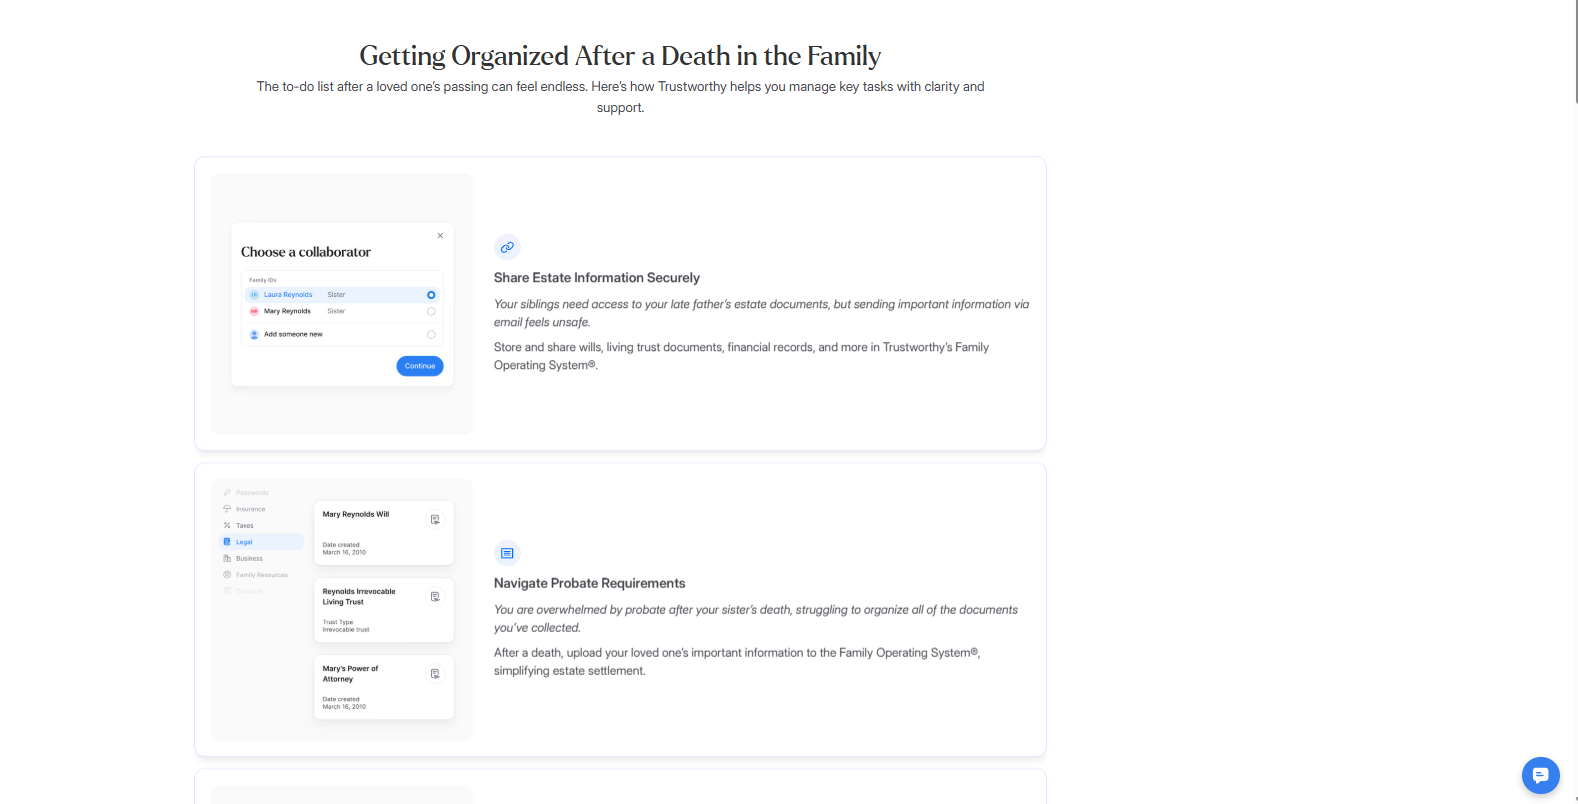 Getting Organized After a Death in the Family
The to-do list after a loved one's passing can feel endless. Here's how Trustworthy helps you manage key tasks with clarity and
support.
Choose a collaborator
Family IDs
LR Laura Reynolds Sister
MR Mary Reynolds Sister
Add someone new
Continue
Share Estate Information Securely
Your siblings need access to your late father's estate documents, but sending important information via
email feels unsafe.
Store and share wills, living trust documents, financial records, and more in Trustworthy's Family
Operating System®.
Passwords
Insurance
Taxes
Legal
Business
Family Resources
Mary Reynolds Will
Date created
March 16, 2010
Reynolds Irrevocable
Living Trust
Trust Type
Irrevocable trust
Mary's Power of
Attorney
Date created
March 16, 2010
Navigate Probate Requirements
You are overwhelmed by probate after your sister's death, struggling to organize all of the documents
you've collected.
After a death, upload your loved one's important information to the Family Operating System®,
simplifying estate settlement.